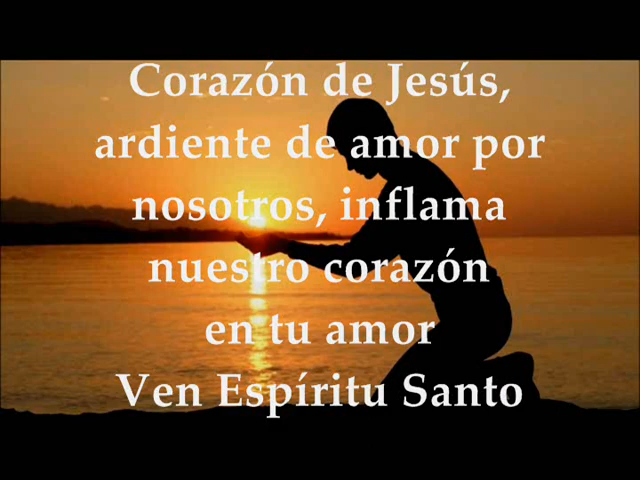 Corazón de Jesús,
ardiente de amor por
nosotros, inflama
nuestro corazón
en tu amor
Ven Espíritu Santo